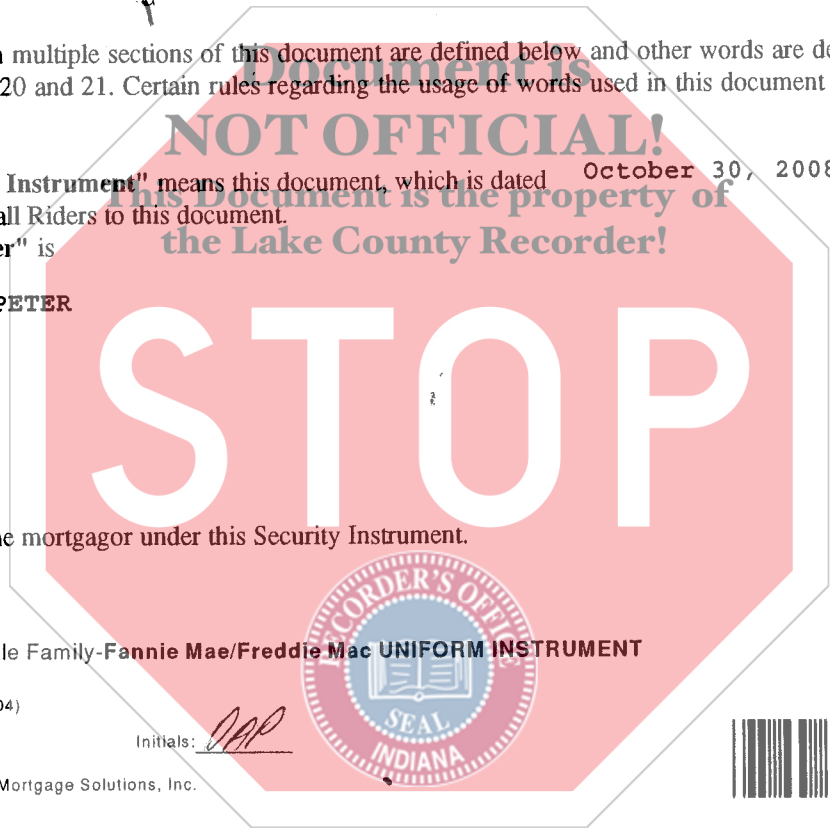 multiple sections of this document are defined below and other words are de
Document is
20 and 21. Certain rules regarding the usage of words used in this document
NOT OFFICIAL!
Instrument" means this document, which is dated October 30, 2008
This Document is the property of
all Riders to this document.
er" is
the Lake County Recorder!
PETER
STOP
e mortgagor under this Security Instrument.
RECORDER'S OFFICE
le Family-Fannie Mae/Freddie Mac UNIFORM INSTRUMENT
SEAL
04)
Initials: DAP
INDIANA
Mortgage Solutions, Inc.